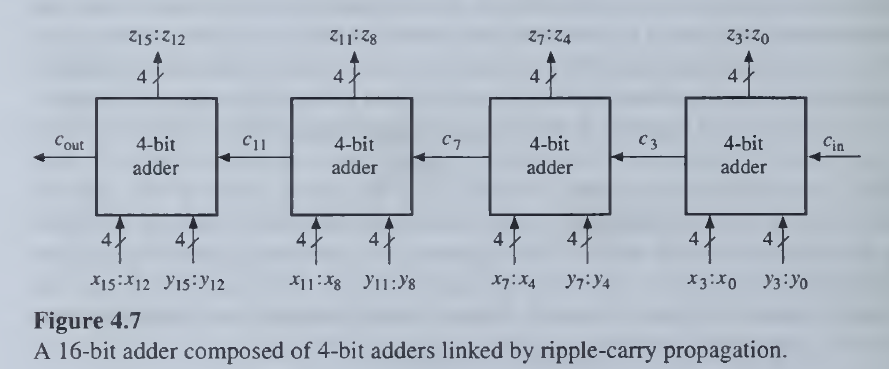 z15:z12 z11:z8 z7:z4 z3:z0
4 4 4 4
cout 4-bit adder c11 4-bit adder c7 4-bit adder c3 4-bit adder cin
4 4 4 4 4 4 4 4
x15:x12 y15:y12 x11:x8 y11:y8 x7:x4 y7:y4 x3:x0 y3:y0
Figure 4.7
A 16-bit adder composed of 4-bit adders linked by ripple-carry propagation.